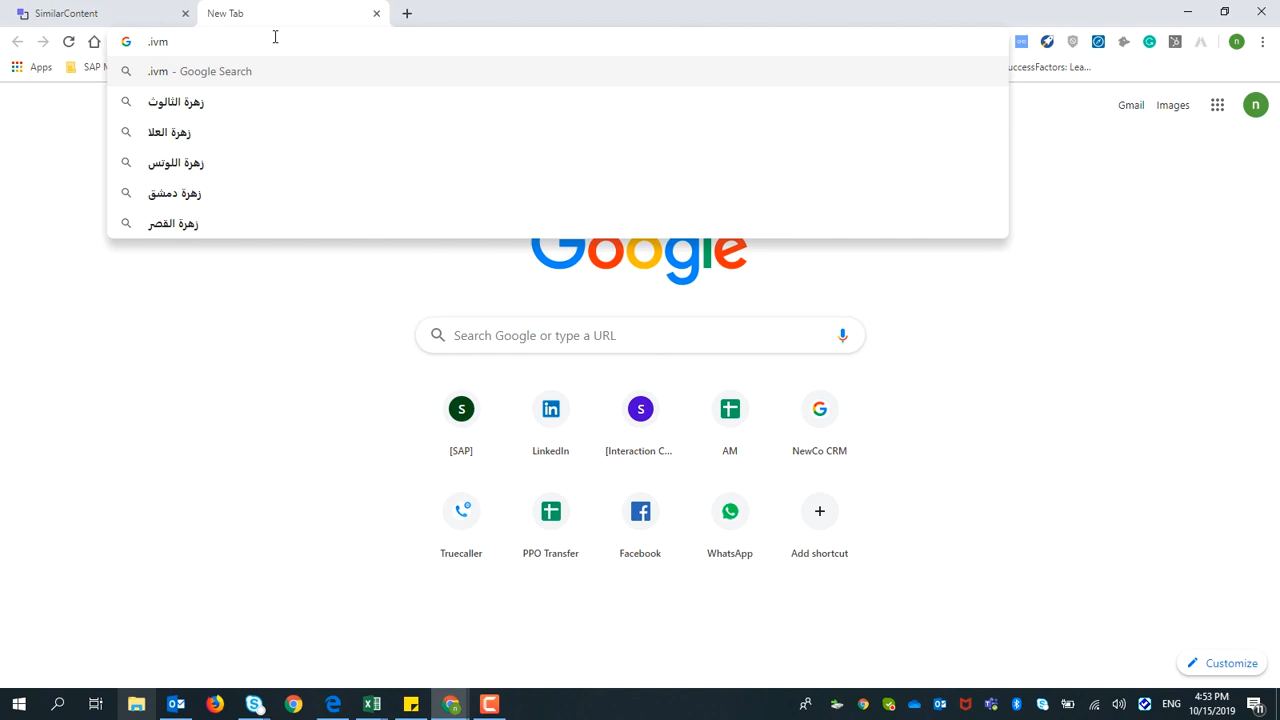 SimilarContent
New Tab
.ivm
.ivm - Google Search
Apps
SAP
uccessFactors: Lea...
زهرة الثالوث
زهرة العلا
زهرة اللوتس
زهرة دمشق
زهرة القصر
Gmail Images n
Google
Search Google or type a URL
[SAP]
LinkedIn
[Interaction C...
AM
NewCo CRM
Truecaller
PPO Transfer
Facebook
WhatsApp
Add shortcut
Customize
ENG
4:53 PM
10/15/2019